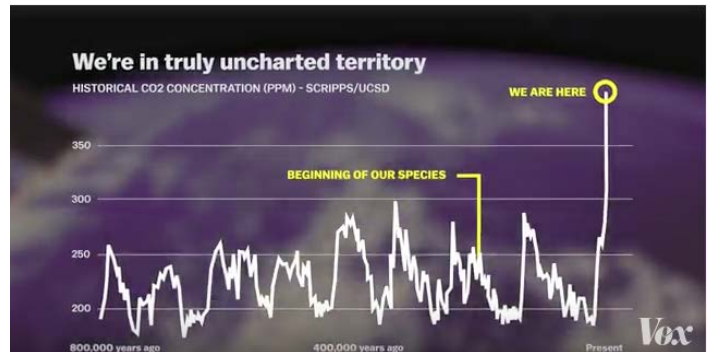 We're in truly uncharted territory
HISTORICAL CO2 CONCENTRATION (PPM) - SCRIPPS/UCSD
WE ARE HERE
350
BEGINNING OF OUR SPECIES
300
250
200
800,000 years ago
400,000 years ago
Present
Vox